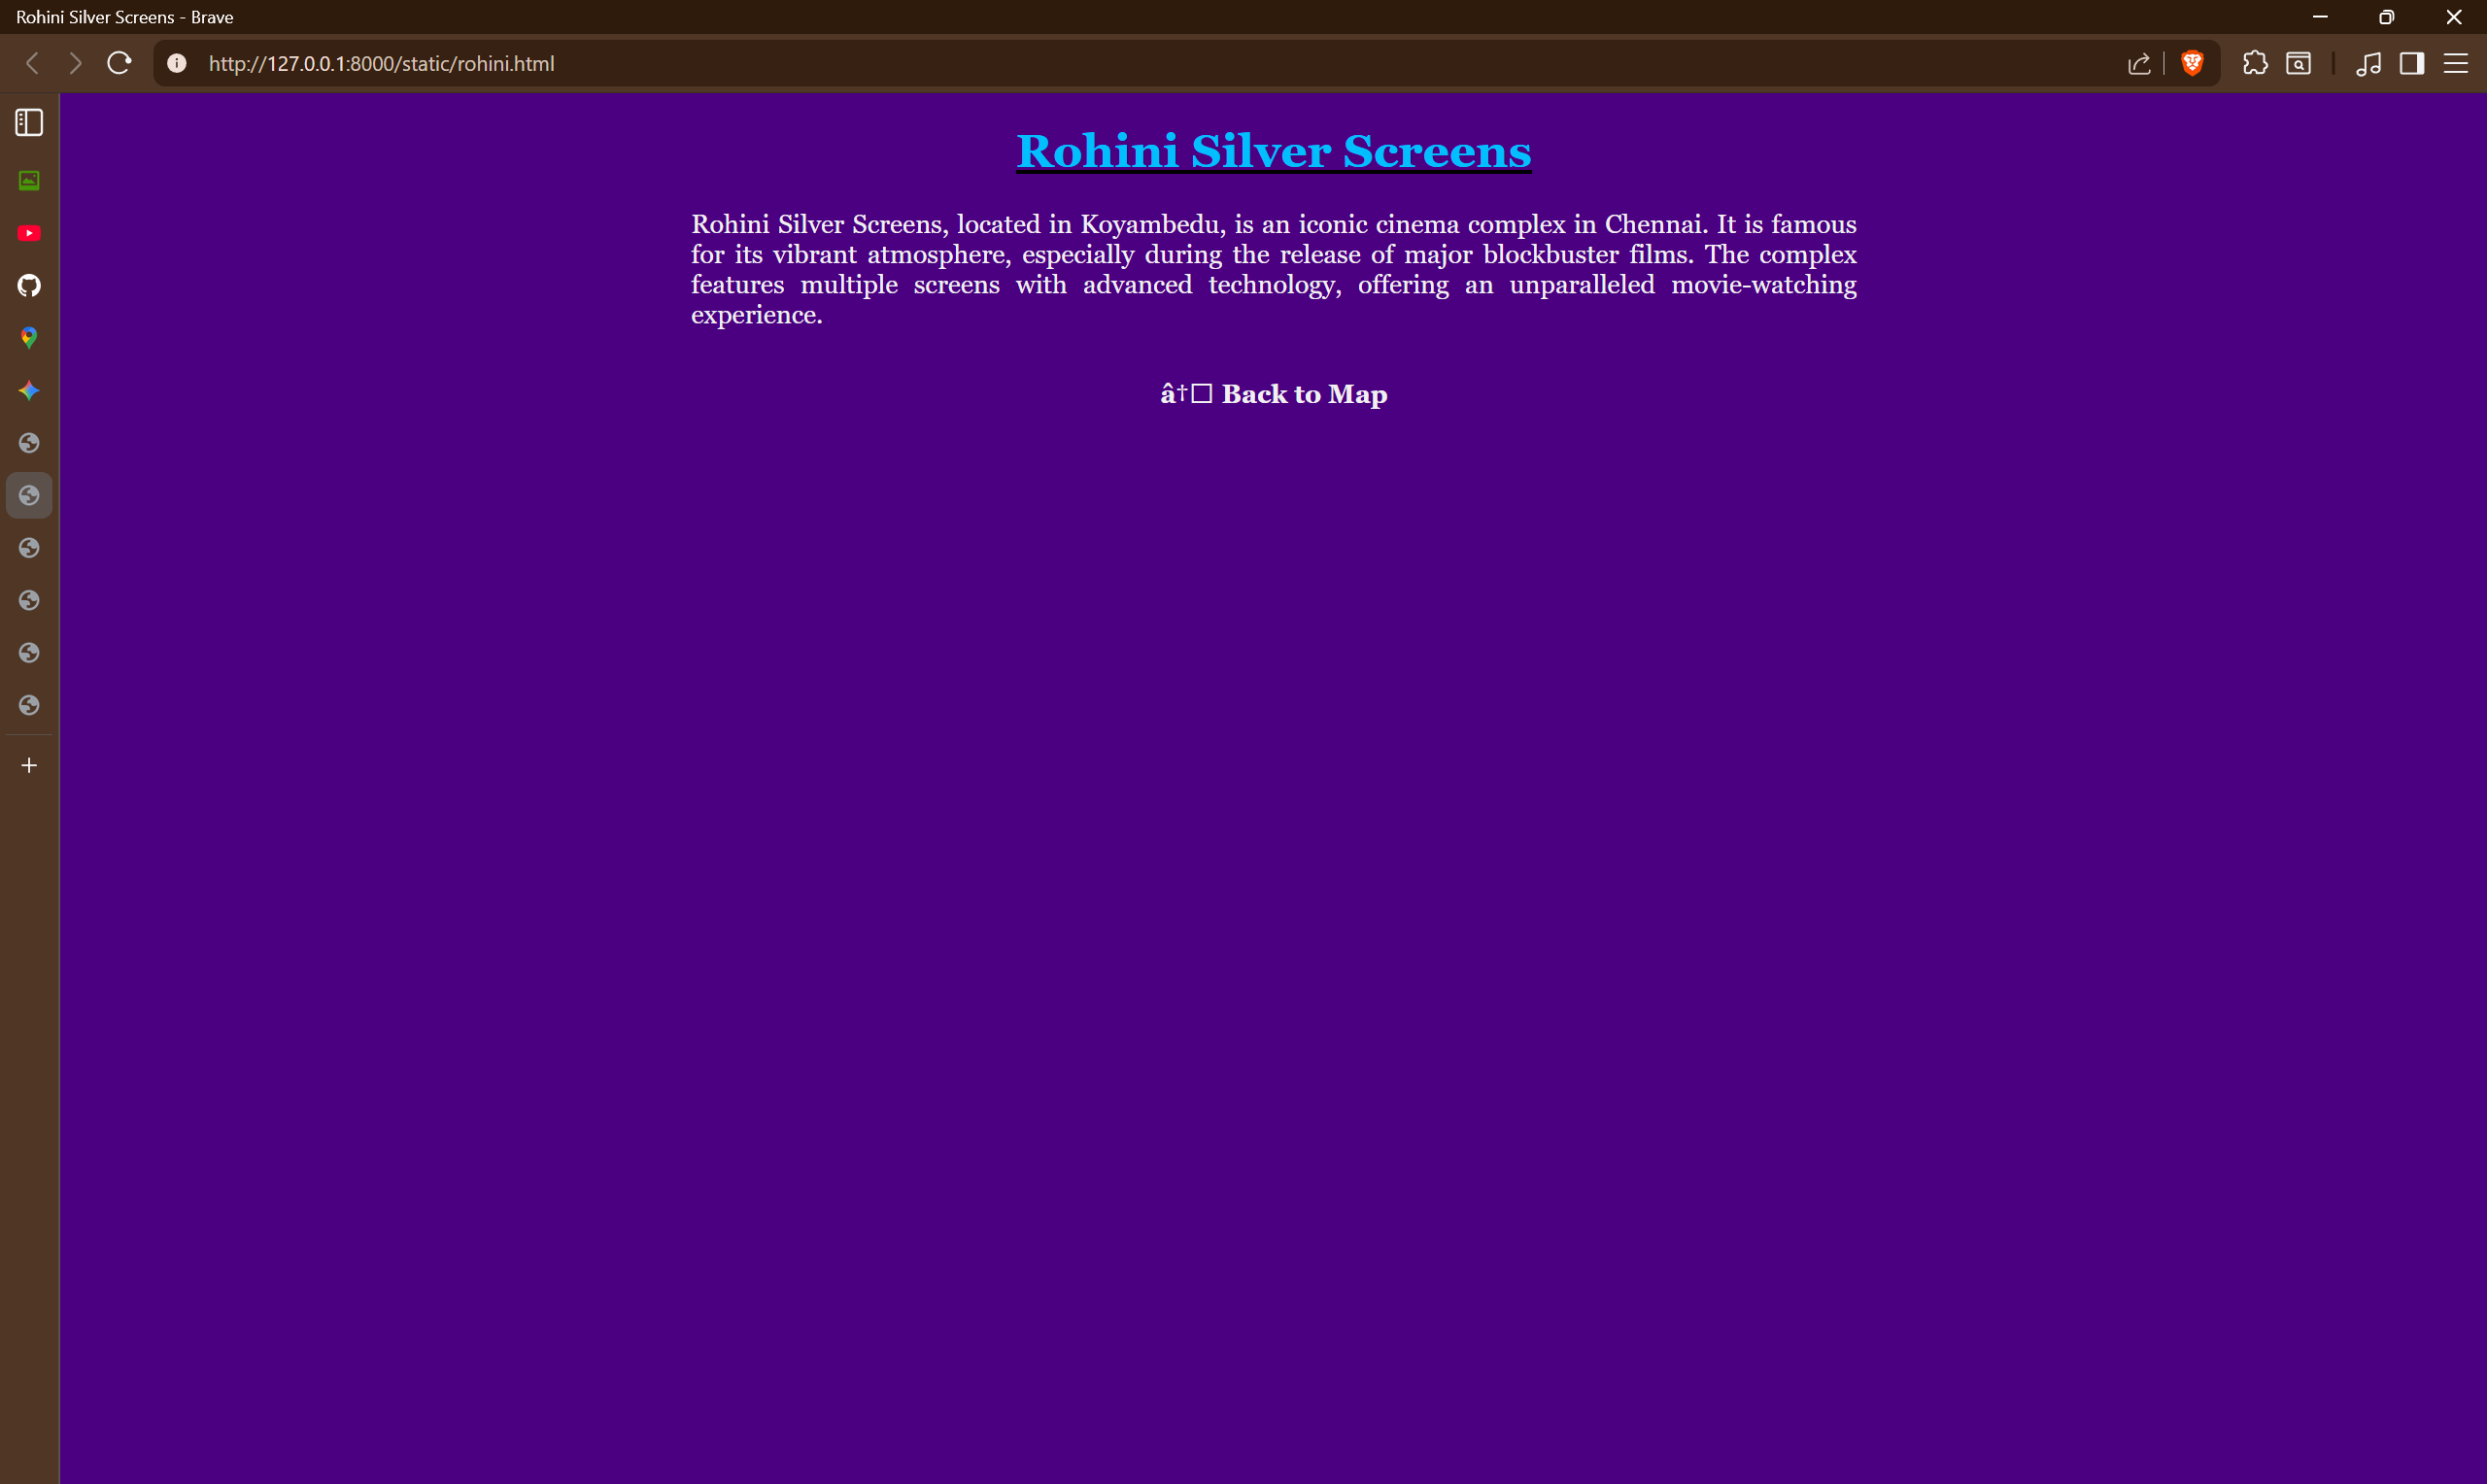 Rohini Silver Screens - Brave
http://127.0.0.1:8000/static/rohini.html
Rohini Silver Screens
Rohini Silver Screens, located in Koyambedu, is an iconic cinema complex in Chennai. It is famous
for its vibrant atmosphere, especially during the release of major blockbuster films. The complex
features multiple screens with advanced technology, offering an unparalleled movie-watching
experience.
â†□ Back to Map